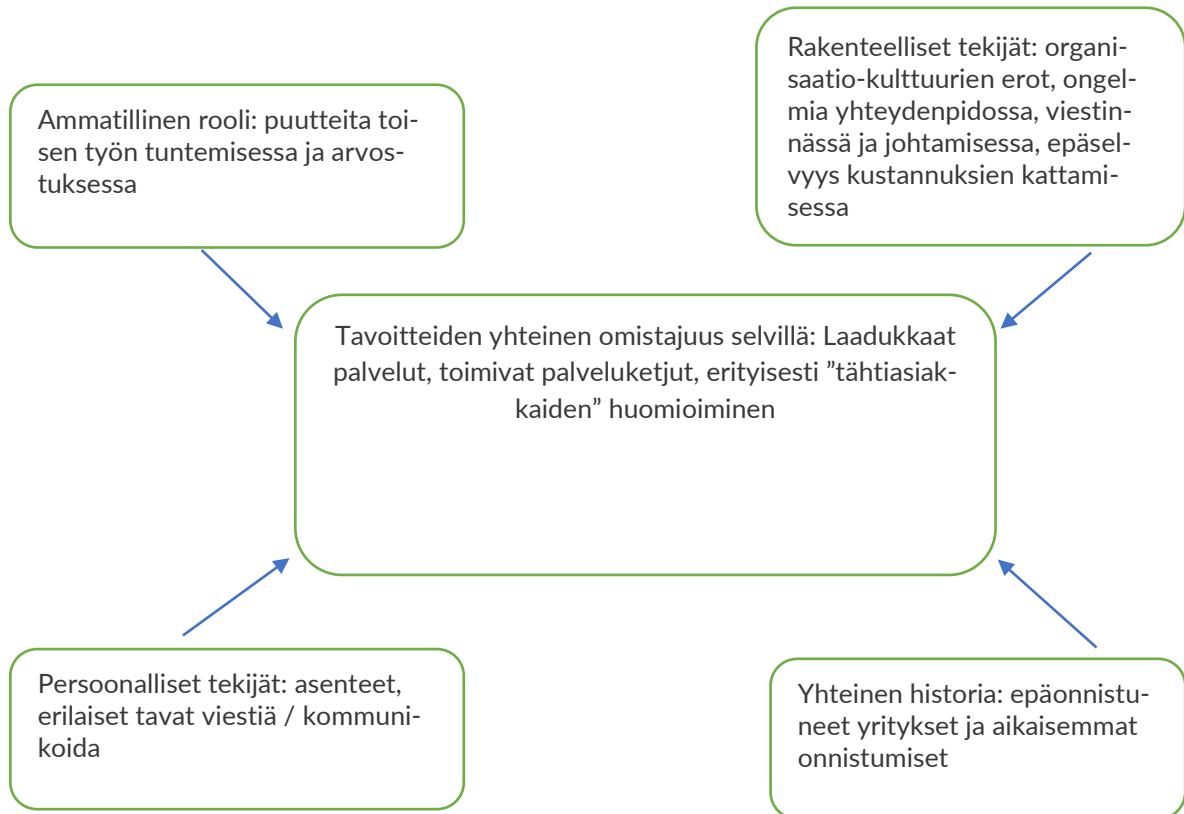 Ammatillinen rooli: puutteita toi-
sen työn tuntemisessa ja arvos-
tuksessa
Rakenteelliset tekijät: organi-
saatio-kulttuurien erot, ongel-
mia yhteydenpidossa, viestin-
nässä ja johtamisessa, epäsel-
vyys kustannuksien kattami-
sessa
Tavoitteiden yhteinen omistajuus selvillä: Laadukkaat
palvelut, toimivat palveluketjut, erityisesti ”tähtiasiak-
kaiden” huomioiminen
Persoonalliset tekijät: asenteet,
erilaiset tavat viestiä / kommuni-
koida
Yhteinen historia: epäonnistu-
neet yritykset ja aikaisemmat
onnistumiset